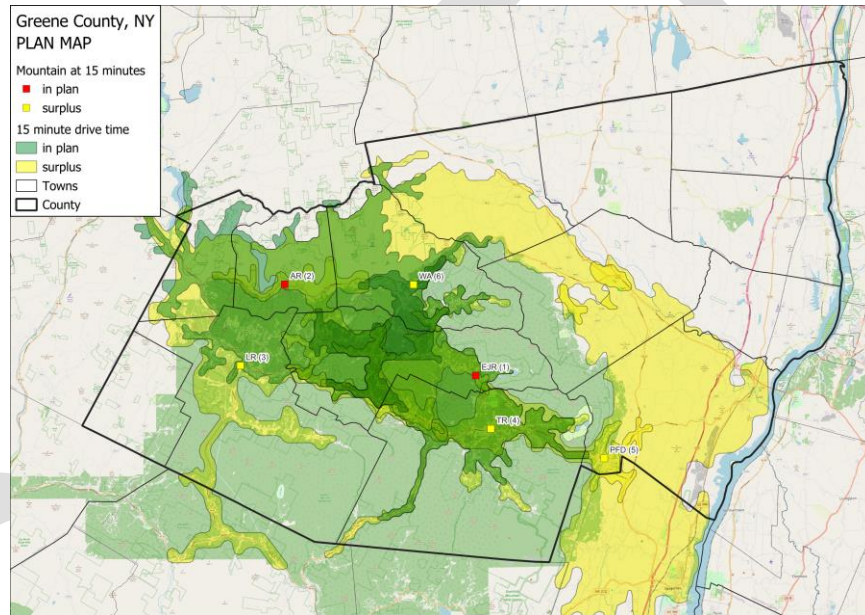 Greene County, NY
PLAN MAP
Mountain at 15 minutes
in plan
surplus
15 minute drive time
in plan
surplus
Towns
County
AR (2)
WA (6)
LR (3)
EJR (1)
TR (4)
PFD (5)